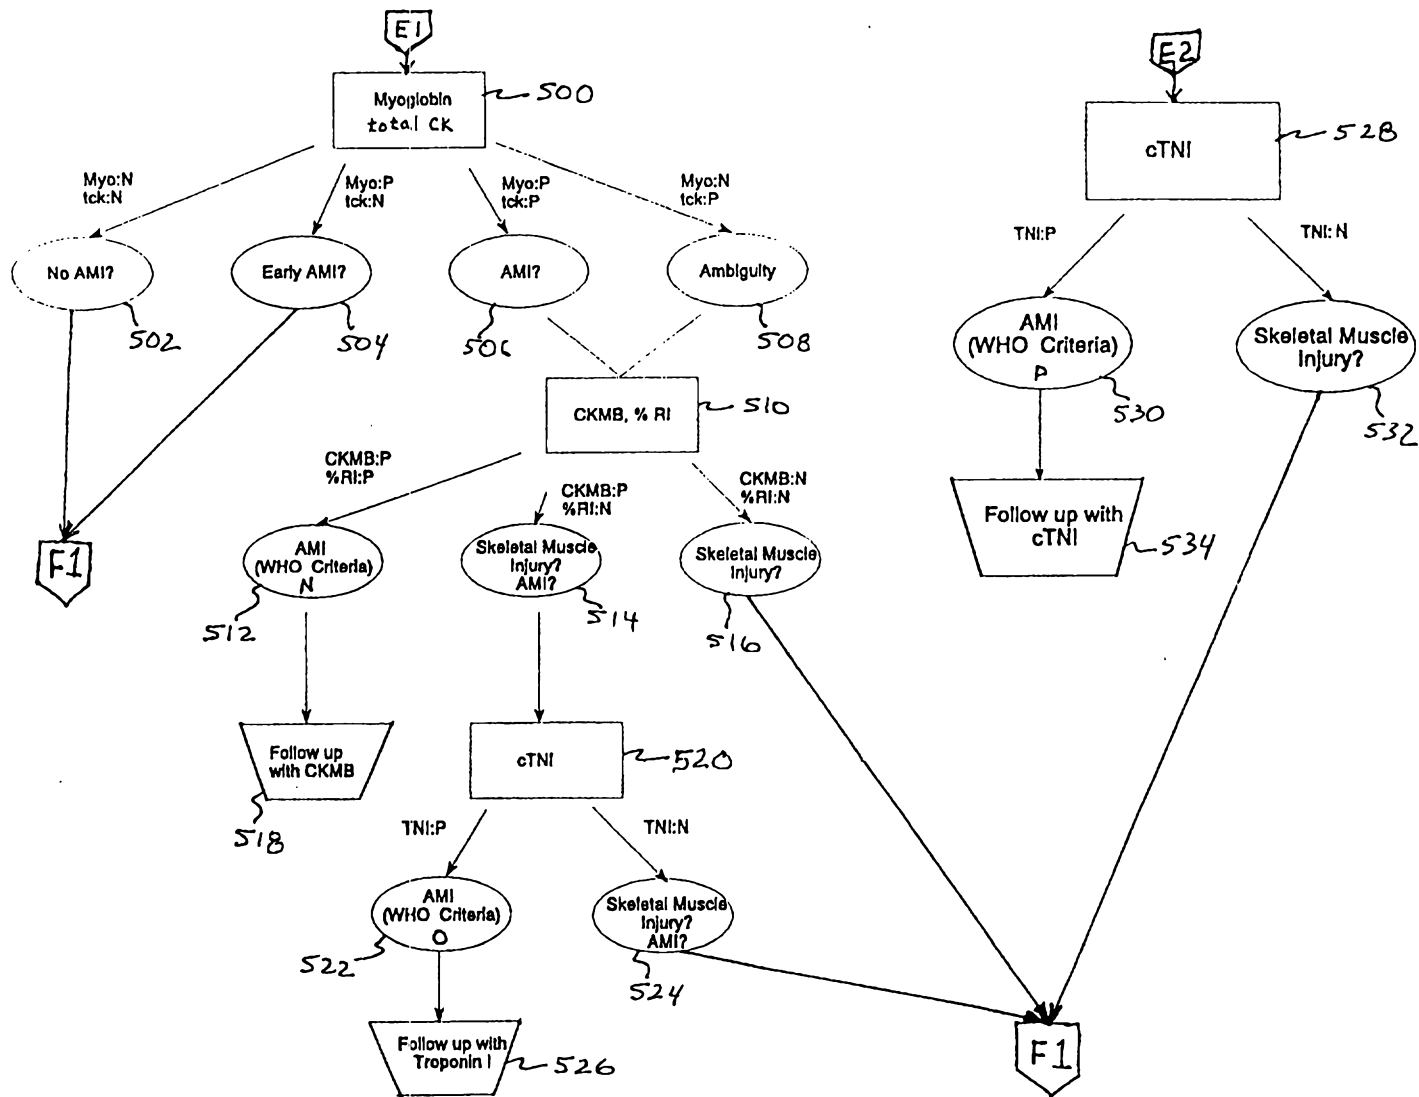 E1
E2
Myoglobin
total CK
500
cTNI
528
Myo:N
tck:N
Myo:P
tck:N
Myo:P
tck:P
Myo:N
tck:P
TNI:P
TNI:N
No AMI?
502
Early AMI?
504
AMI?
506
Ambiguity
508
AMI
(WHO Criteria)
P
530
Skeletal Muscle
Injury?
532
CKMB, % RI
510
CKMB:P
%RI:P
CKMB:P
%RI:N
CKMB:N
%RI:N
Follow up with
cTNI
534
F1
AMI
(WHO Criteria)
N
512
Skeletal Muscle
Injury?
AMI?
514
Skeletal Muscle
Injury?
516
Follow up
with CKMB
518
cTNI
520
TNI:P
TNI:N
AMI
(WHO Criteria)
O
522
Skeletal Muscle
Injury?
AMI?
524
Follow up with
Troponin I
526
F1